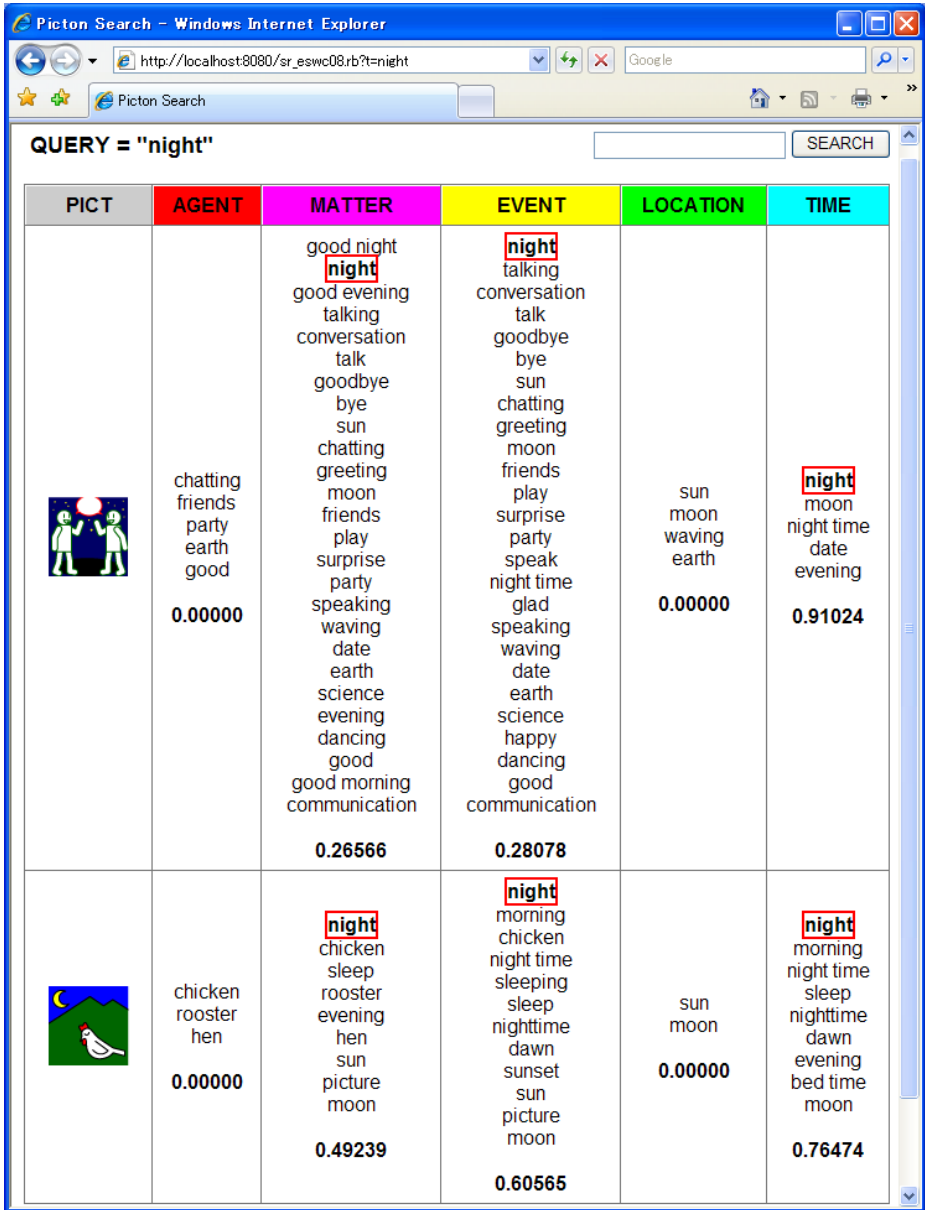 Picton Search - Windows Internet Explorer
http://localhost:8080/sr_eswc08.rb?t=night
Google
Picton Search
»
QUERY = "night"
SEARCH
PICT AGENT MATTER EVENT LOCATION TIME
chatting
friends
party
earth
good
0.00000
good night
night
good evening
talking
conversation
talk
goodbye
bye
sun
chatting
greeting
moon
friends
play
surprise
party
speaking
waving
date
earth
science
evening
dancing
good
good morning
communication
0.26566
night
talking
conversation
talk
goodbye
bye
sun
chatting
greeting
moon
friends
play
surprise
party
speak
night time
glad
speaking
waving
date
earth
science
happy
dancing
good
communication
0.28078
sun
moon
waving
earth
0.00000
night
moon
night time
date
evening
0.91024
chicken
rooster
hen
0.00000
night
chicken
sleep
rooster
evening
hen
sun
picture
moon
0.49239
night
morning
chicken
night time
sleeping
sleep
nighttime
dawn
sunset
sun
picture
moon
0.60565
sun
moon
0.00000
night
morning
night time
sleep
nighttime
dawn
evening
bed time
moon
0.76474